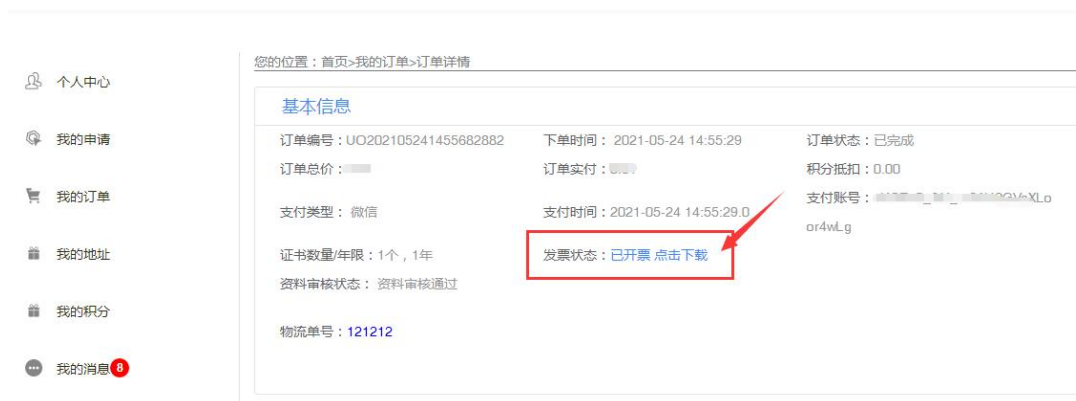 您的位置：首页>我的订单>订单详情
个人中心
我的申请
我的订单
我的地址
我的积分
我的消息 8
基本信息
订单编号：UO2021052414556828​82 下单时间： 2021-05-24 14:55:29 订单状态：已完成
订单总价： 订单实付： 积分抵扣：0.00
支付类型： 微信 支付时间：2021-05-24 14:55:29.0 支付账号： XLo
or4wLg
证书数量/年限：1个，1年 发票状态：已开票 点击下载
资料审核状态： 资料审核通过
物流单号：121212